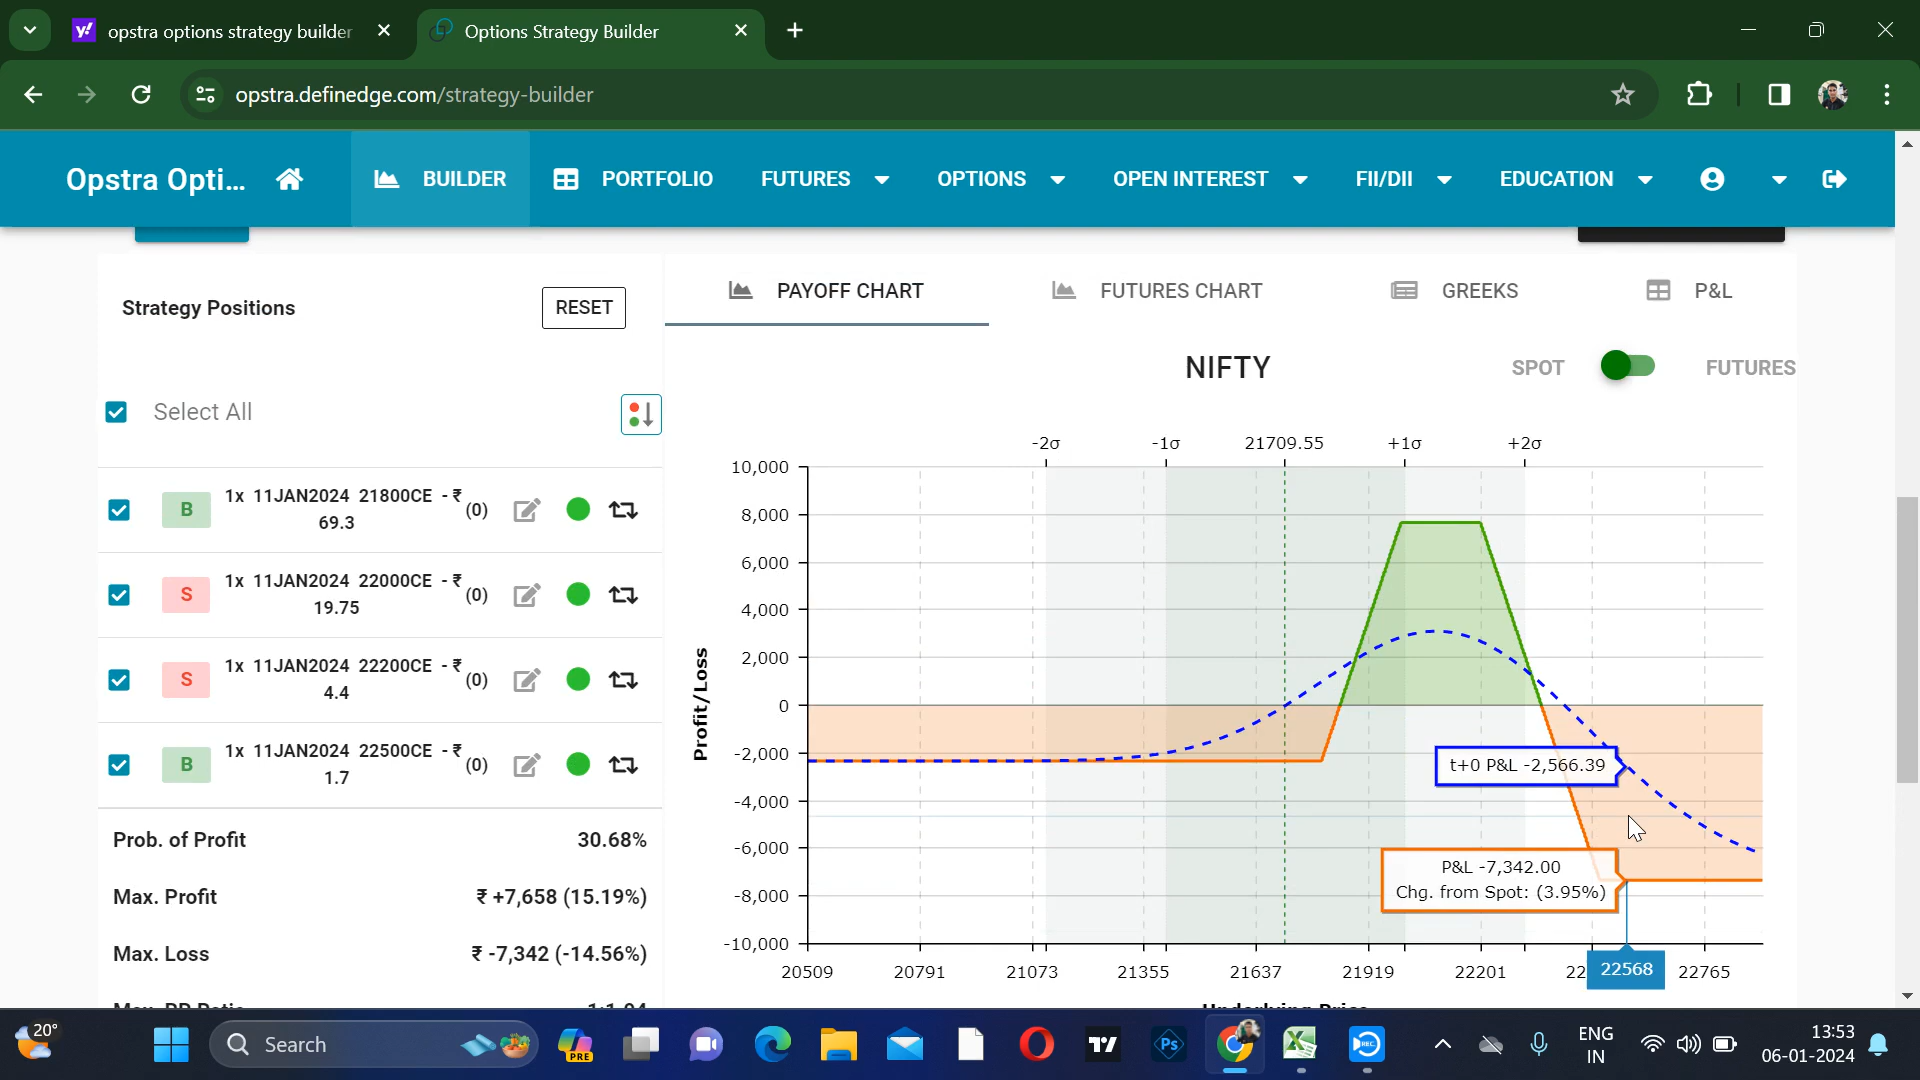 opstra options strategy builder
Options Strategy Builder
opstra.definedge.com/strategy-builder
Opstra Opti...
BUILDER
PORTFOLIO
FUTURES
OPTIONS
OPEN INTEREST
FII/DII
EDUCATION
Strategy Positions
RESET
PAYOFF CHART
FUTURES CHART
GREEKS
P&L
NIFTY
SPOT
FUTURES
Select All
B
1x 11JAN2024 21800CE - ₹
69.3
(0)
S
1x 11JAN2024 22000CE - ₹
19.75
(0)
S
1x 11JAN2024 22200CE - ₹
4.4
(0)
B
1x 11JAN2024 22500CE - ₹
1.7
(0)
Prob. of Profit 30.68%
Max. Profit ₹ +7,658 (15.19%)
Max. Loss ₹ -7,342 (-14.56%)
-2σ -1σ 21709.55 +1σ +2σ
10,000
8,000
6,000
4,000
2,000
0
-2,000
-4,000
-6,000
-8,000
-10,000
Profit/Loss
t+0 P&L -2,566.39
P&L -7,342.00
Chg. from Spot: (3.95%)
20509 20791 21073 21355 21637 21919 22201 22 22568 22765
Underlying Price
20°
Search
PRE
Ps
REC
ENG
IN
13:53
06-01-2024